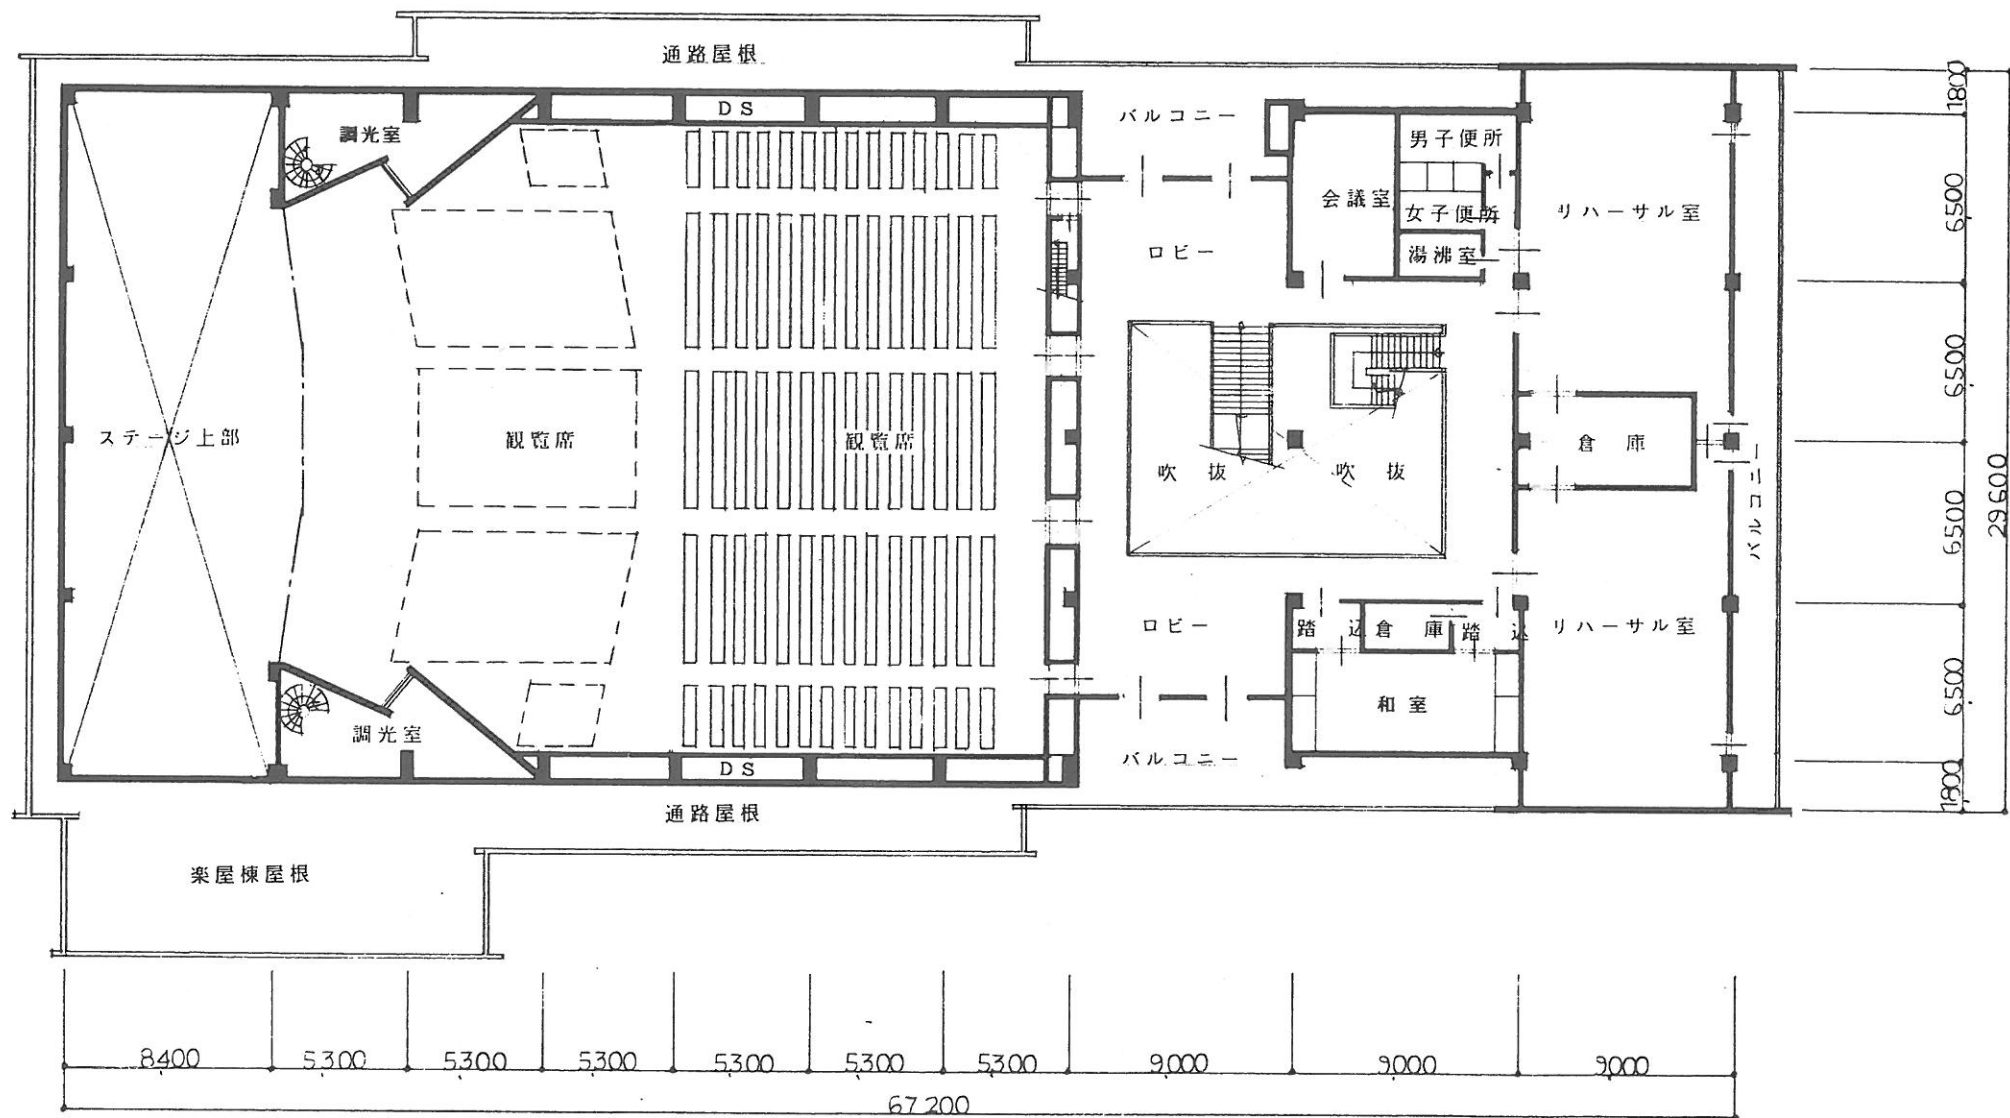 通路屋根
調光室
DS
バルコニー
男子便所
会議室
女子便所
湯沸室
ロビー
リハーサル室
ステージ上部
観覧席
観覧席
吹 抜
吹 抜
倉 庫
バルコニー
ロビー
踏 込
倉 庫
踏 込
リハーサル室
和室
調光室
DS
バルコニー
通路屋根
楽屋棟屋根
1800
6500
6500
6500
6500
1800
29600
8400
5300
5300
5300
5300
5300
5300
9000
9000
9000
67200